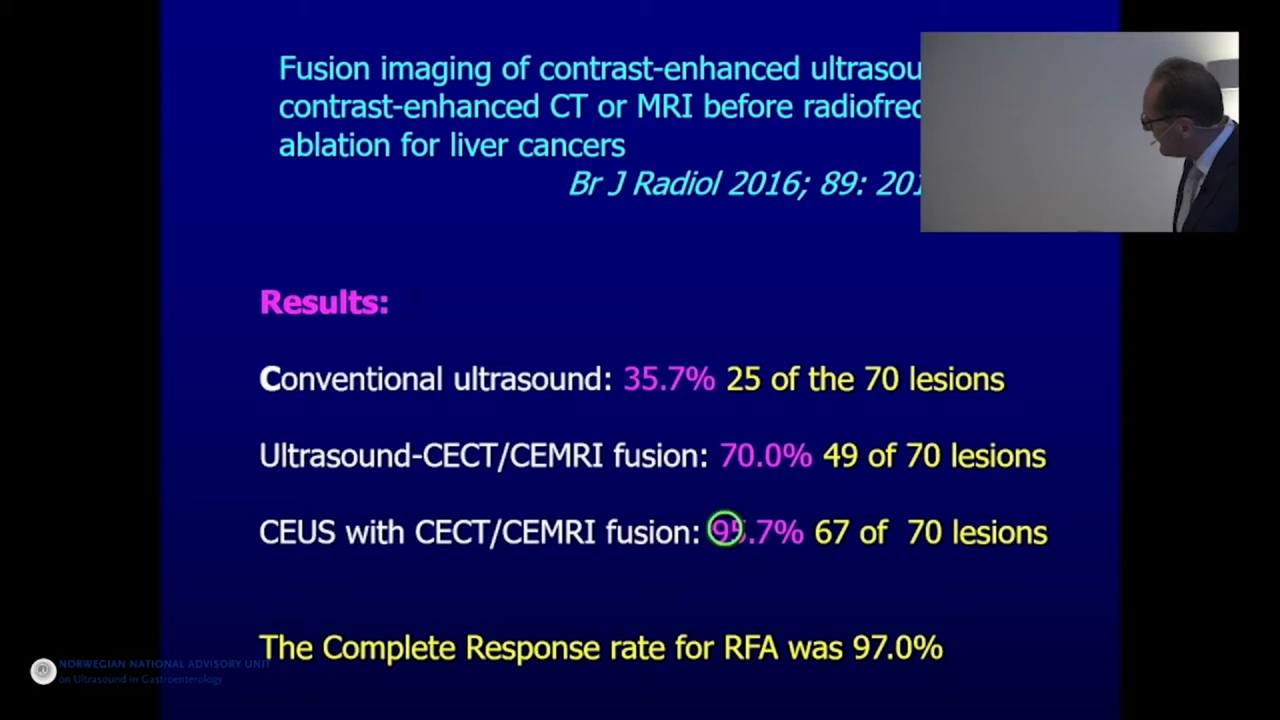 Fusion imaging of contrast-enhanced
contrast-enhanced CT or MRI before
ablation for liver cancers
Br J Radiol 2016; 89:
Results:
Conventional ultrasound: 35.7% 25 of the 70 lesions
Ultrasound-CECT/CEMRI fusion: 70.0% 49 of 70 lesions
CEUS with CECT/CEMRI fusion: 95.7% 67 of 70 lesions
The Complete Response rate for RFA was 97.0%
NORWEGIAN NATIONAL ADVISORY UNIT
on Ultrasound in Gastroenterology